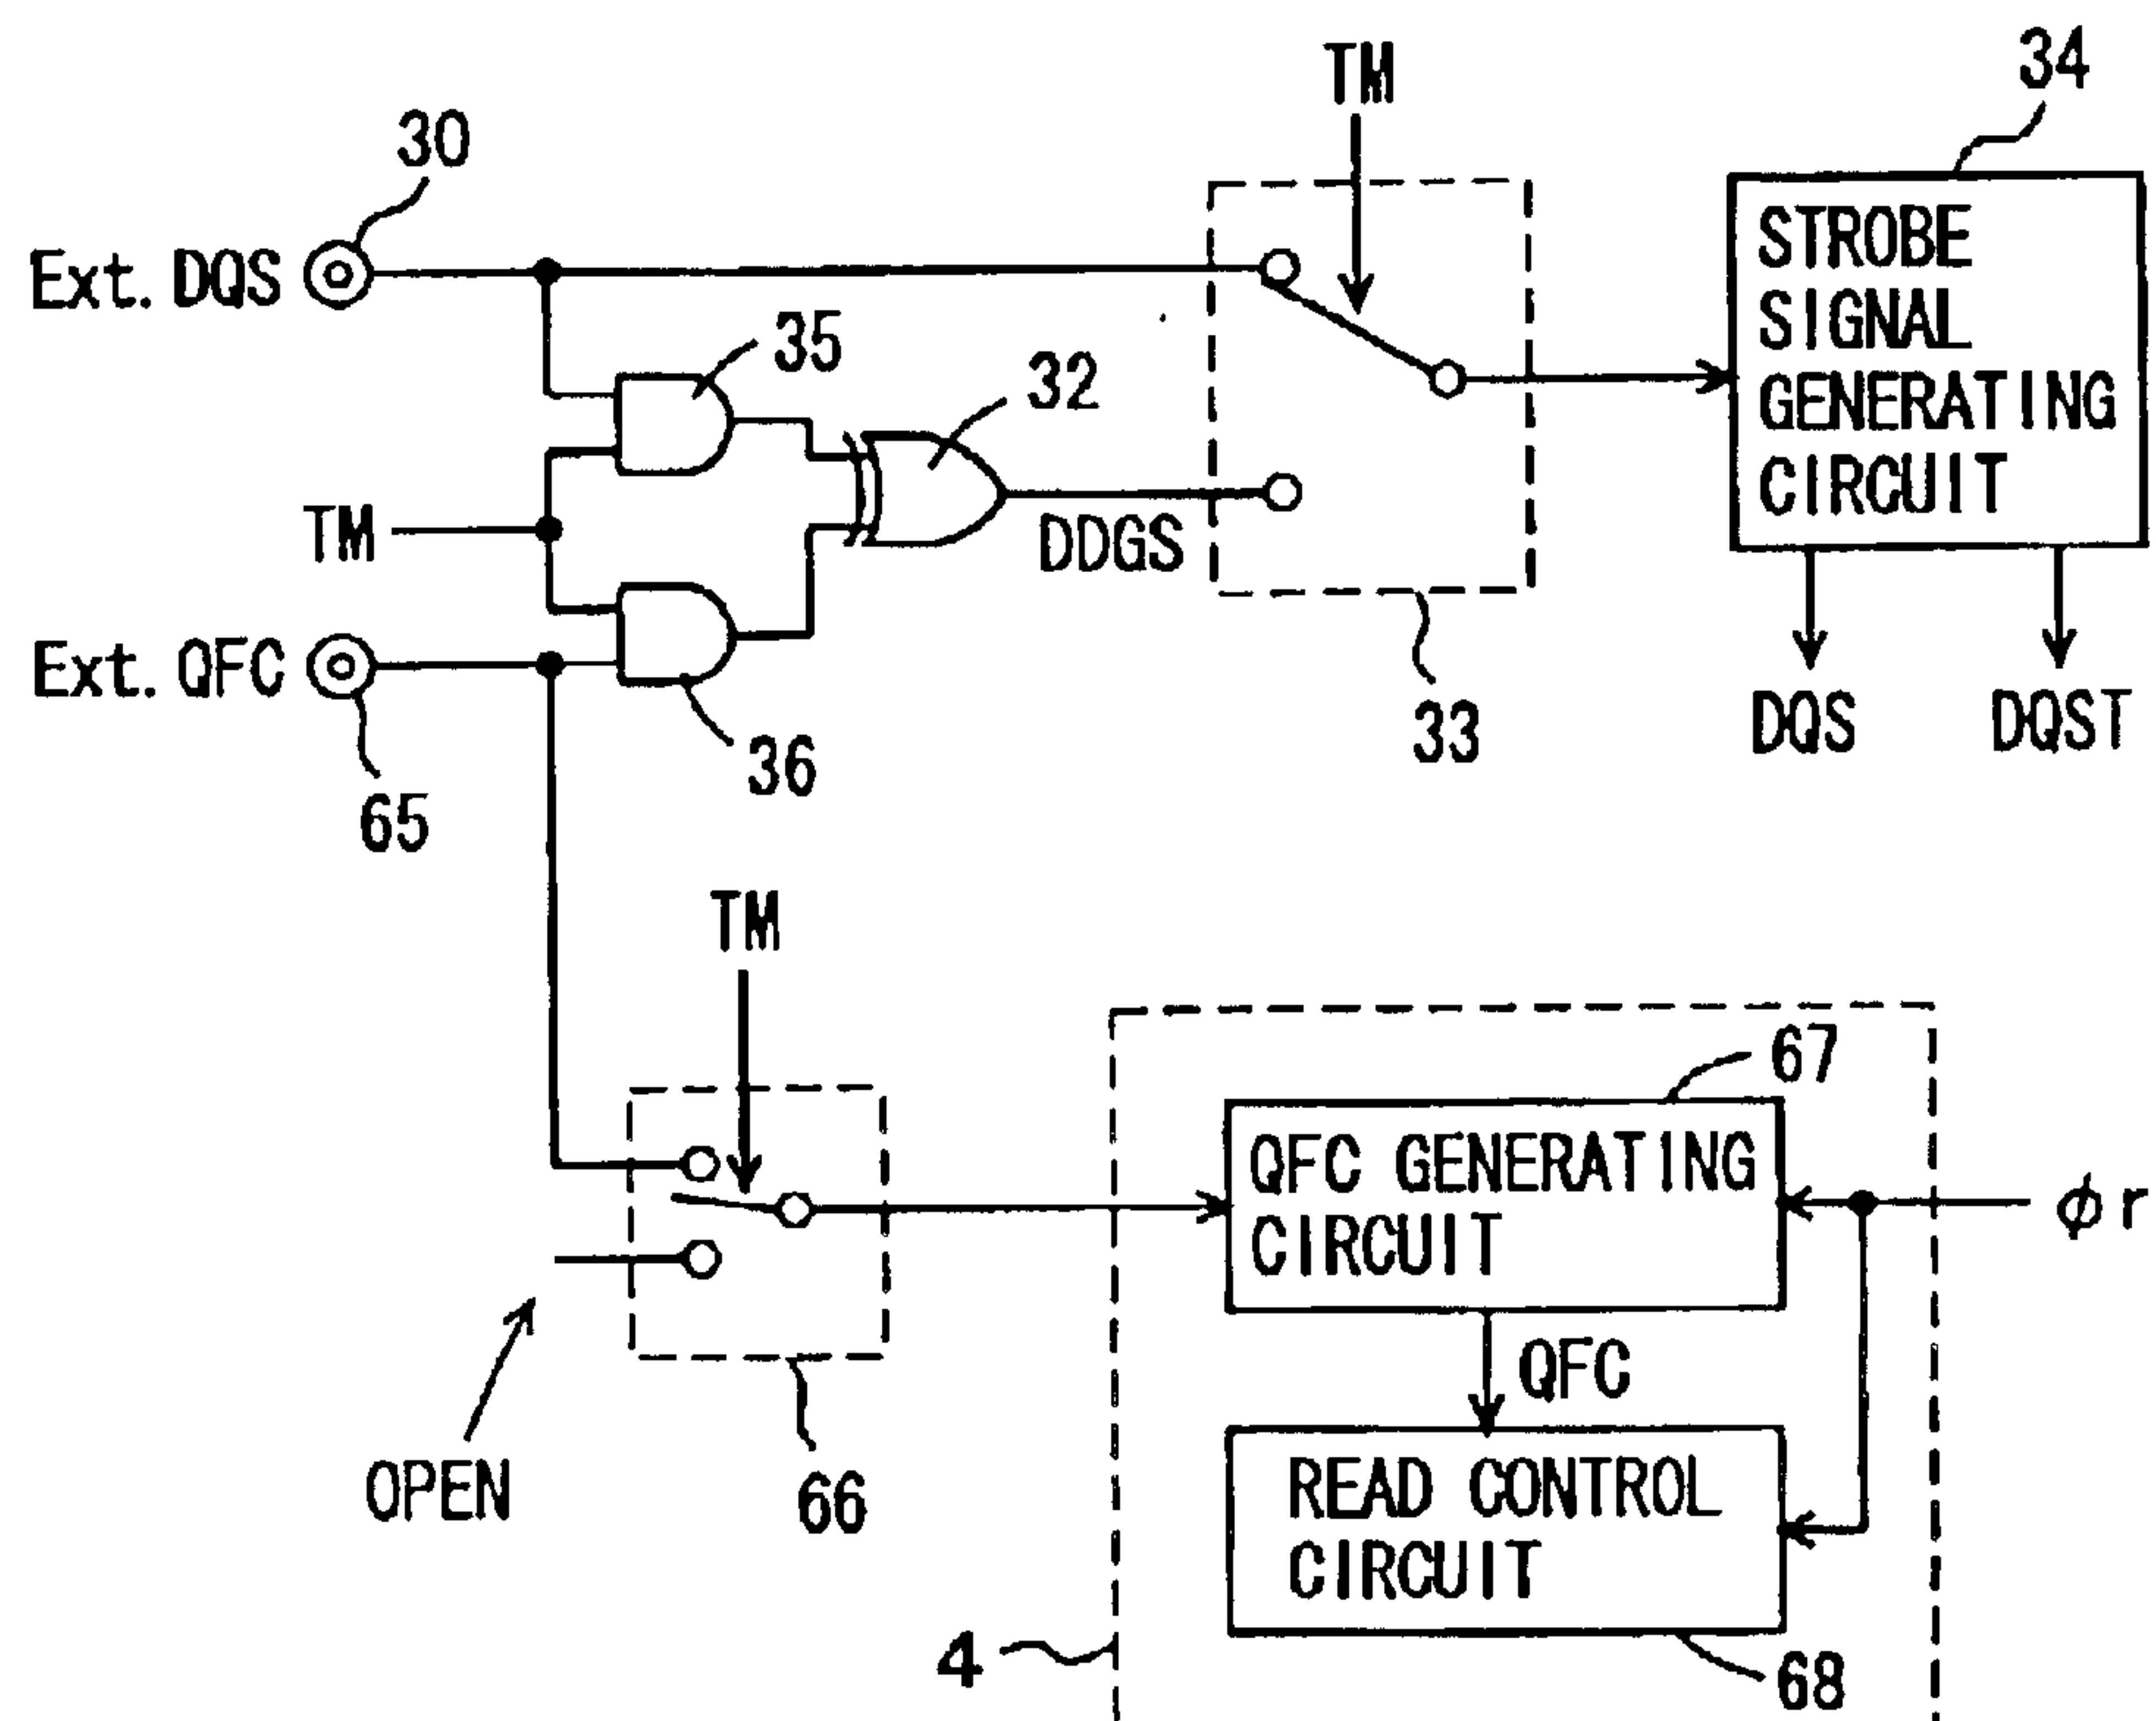 TM
34
30
Ext. DQS
STROBE
SIGNAL
GENERATING
CIRCUIT
35
32
TM
DDGS
Ext. QFC
36
33
DQS
DQST
65
TM
67
QFC GENERATING
CIRCUIT
φr
QFC
OPEN
66
READ CONTROL
CIRCUIT
4
68